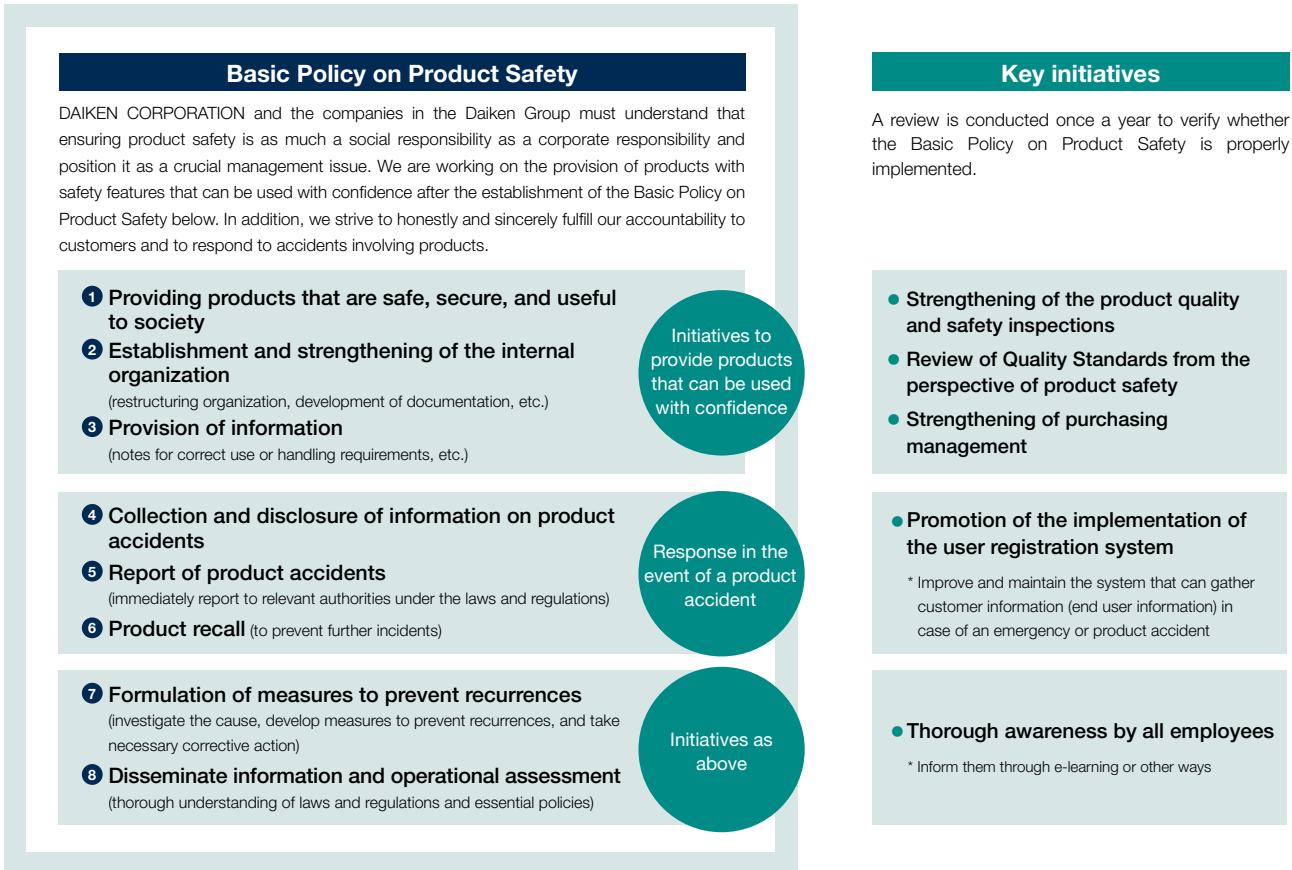 Basic Policy on Product Safety
DAIKEN CORPORATION and the companies in the Daiken Group must understand that
ensuring product safety is as much a social responsibility as a corporate responsibility and
position it as a crucial management issue. We are working on the provision of products with
safety features that can be used with confidence after the establishment of the Basic Policy on
Product Safety below. In addition, we strive to honestly and sincerely fulfill our accountability to
customers and to respond to accidents involving products.
1 Providing products that are safe, secure, and useful
to society
2 Establishment and strengthening of the internal
organization
(restructuring organization, development of documentation, etc.)
3 Provision of information
(notes for correct use or handling requirements, etc.)
Initiatives to
provide products
that can be used
with confidence
4 Collection and disclosure of information on product
accidents
5 Report of product accidents
(immediately report to relevant authorities under the laws and regulations)
6 Product recall (to prevent further incidents)
Response in the
event of a product
accident
7 Formulation of measures to prevent recurrences
(investigate the cause, develop measures to prevent recurrences, and take
necessary corrective action)
8 Disseminate information and operational assessment
(thorough understanding of laws and regulations and essential policies)
Initiatives as
above
Key initiatives
A review is conducted once a year to verify whether
the Basic Policy on Product Safety is properly
implemented.
● Strengthening of the product quality
and safety inspections
● Review of Quality Standards from the
perspective of product safety
● Strengthening of purchasing
management
● Promotion of the implementation of
the user registration system
* Improve and maintain the system that can gather
customer information (end user information) in
case of an emergency or product accident
● Thorough awareness by all employees
* Inform them through e-learning or other ways